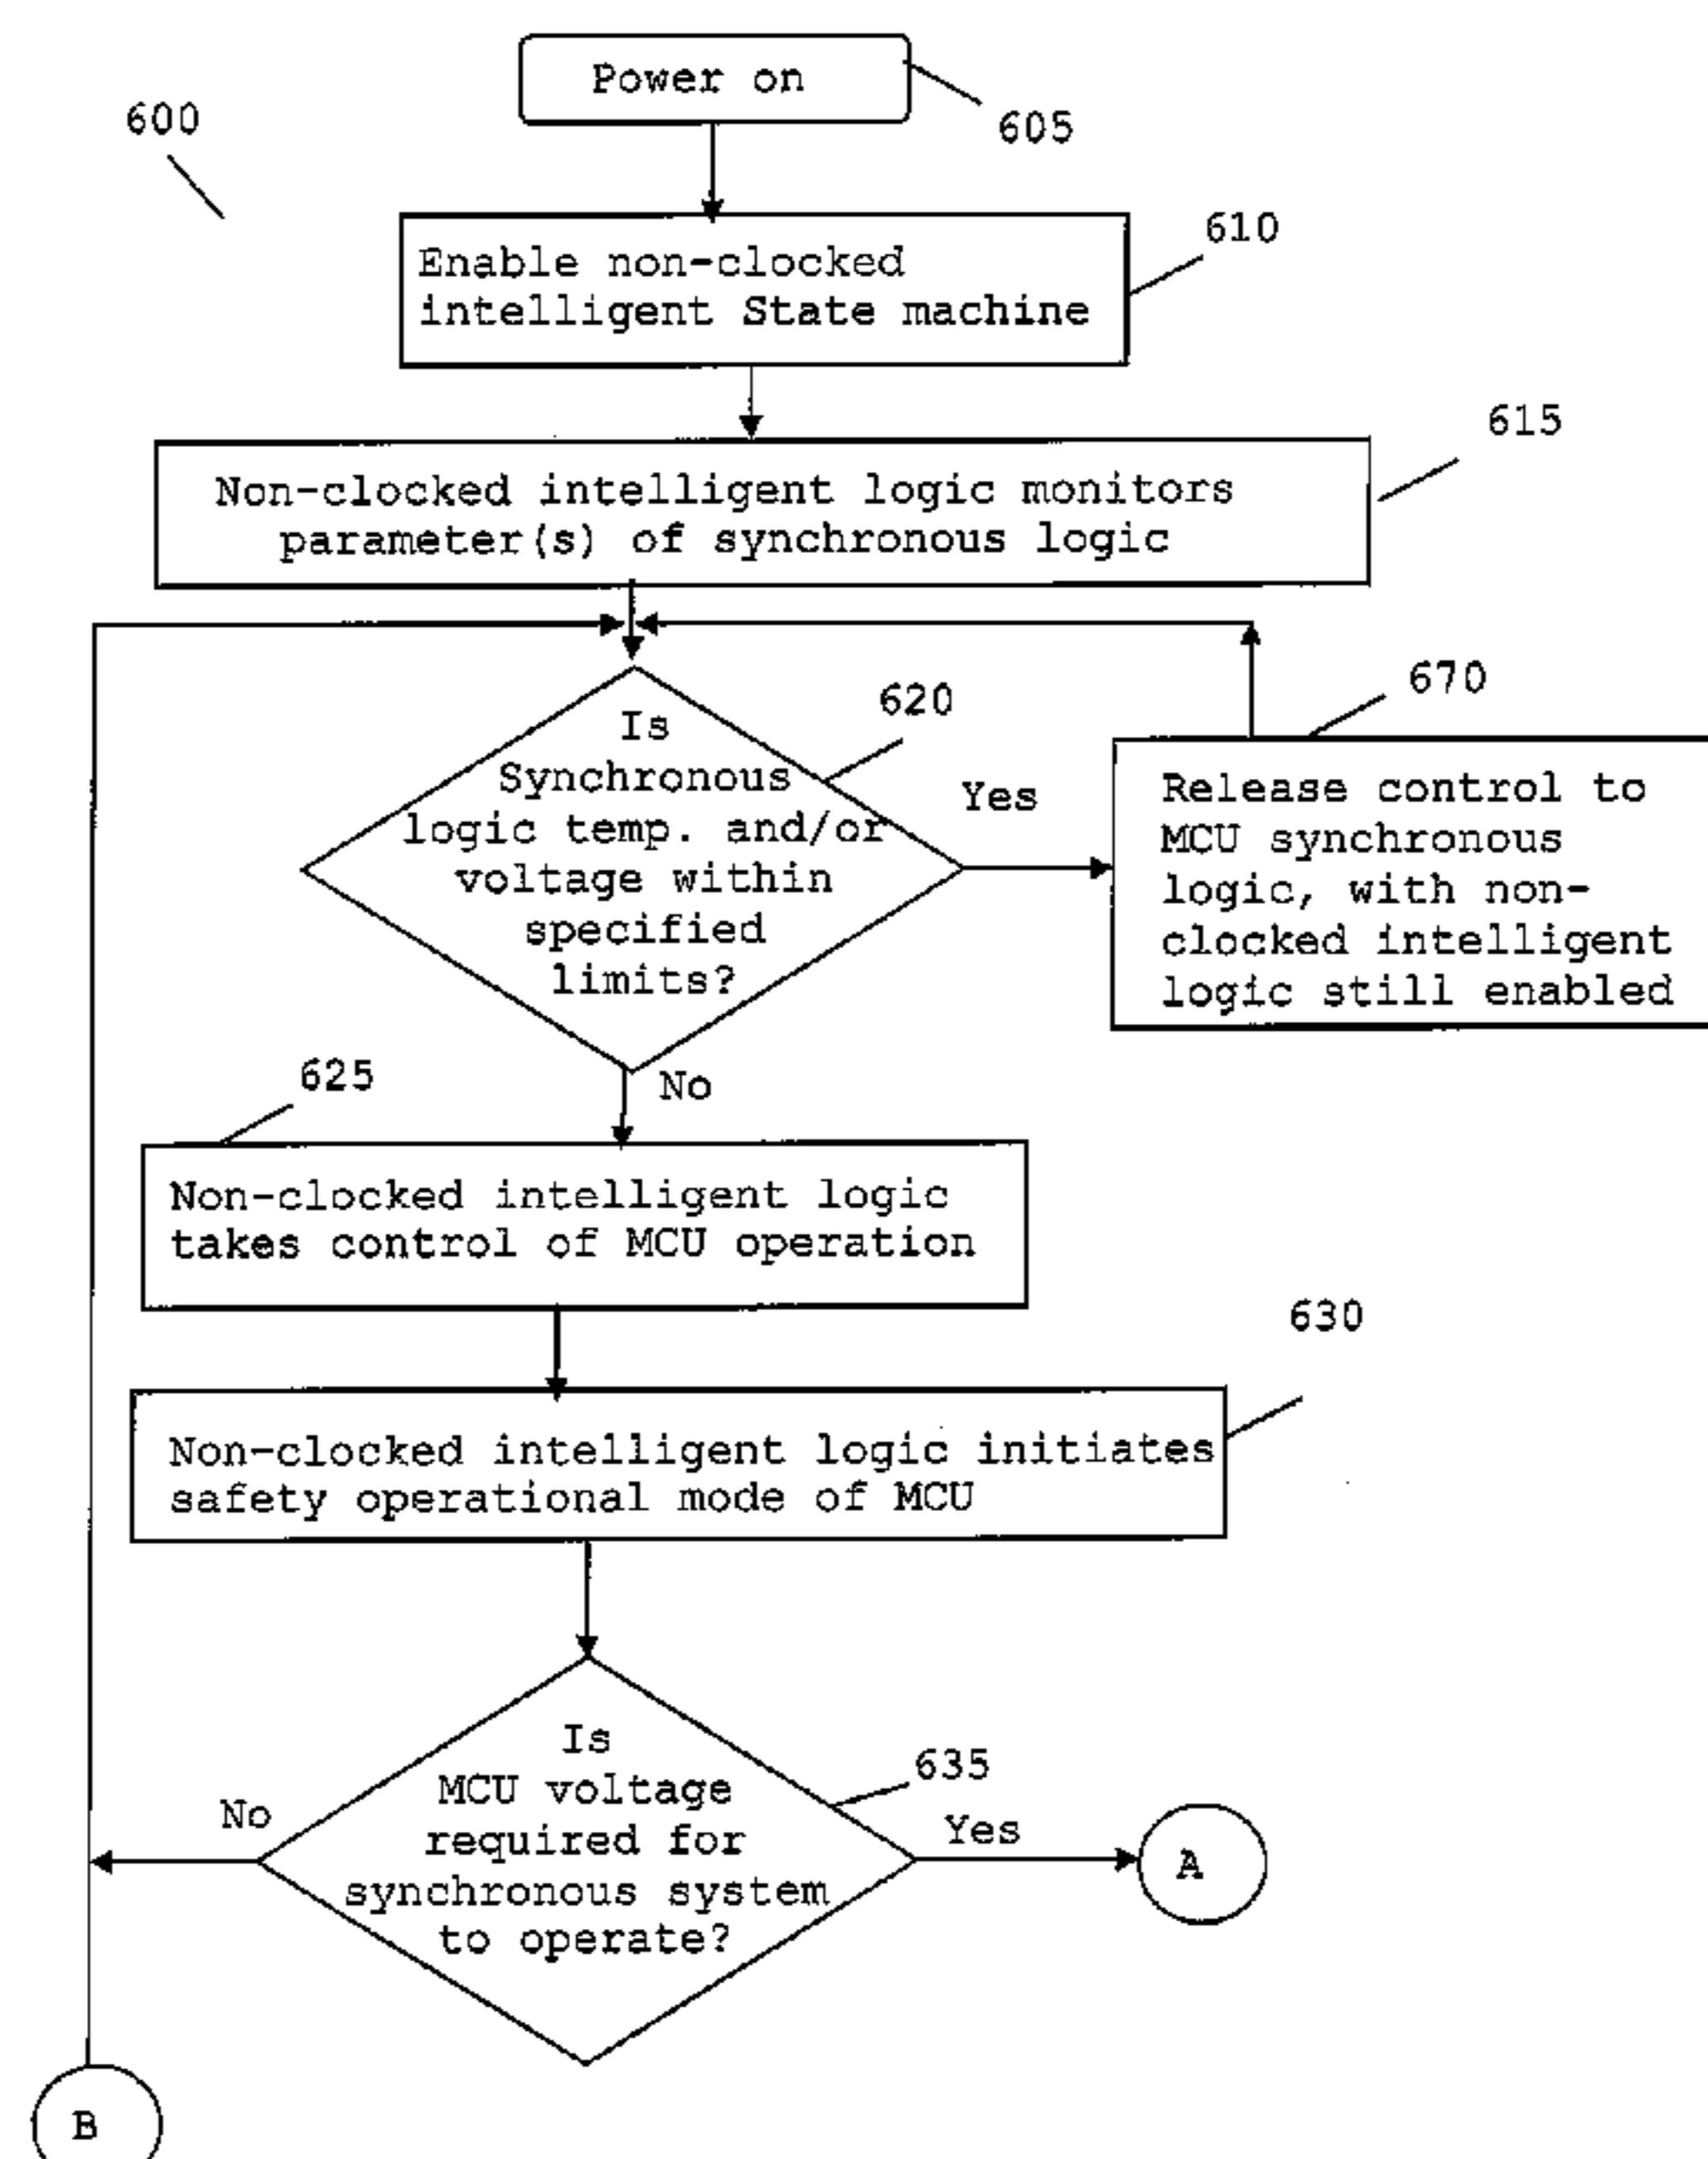 Power on
605
600
610
Enable non-clocked
intelligent State machine
615
Non-clocked intelligent logic monitors
parameter(s) of synchronous logic
670
620
Is
Synchronous
logic temp. and/or
voltage within
specified
limits?
Yes
Release control to
MCU synchronous
logic, with non-
clocked intelligent
logic still enabled
No
625
Non-clocked intelligent logic
takes control of MCU operation
630
Non-clocked intelligent logic initiates
safety operational mode of MCU
Is
MCU voltage
required for
synchronous system
to operate?
635
No
Yes
A
B